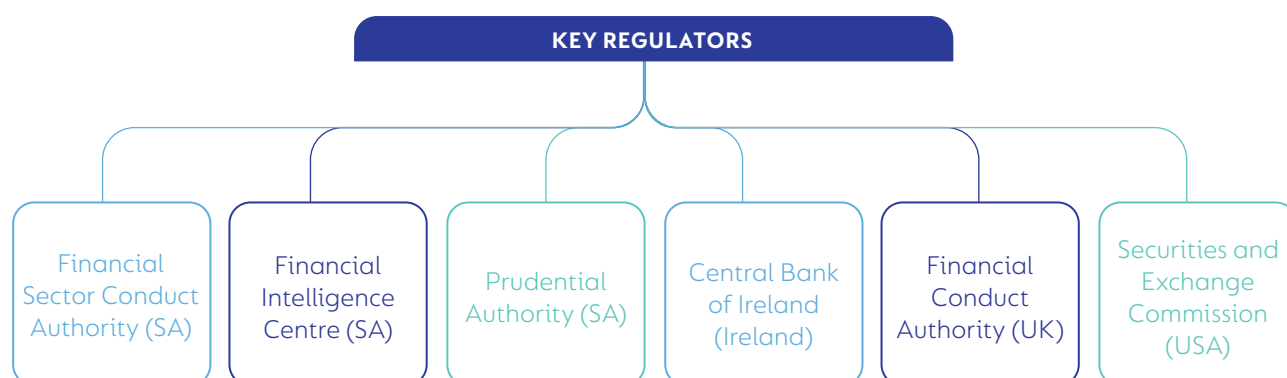 KEY REGULATORS
Financial
Sector Conduct
Authority (SA)
Financial
Intelligence
Centre (SA)
Prudential
Authority (SA)
Central Bank
of Ireland
(Ireland)
Financial
Conduct
Authority (UK)
Securities and
Exchange
Commission
(USA)